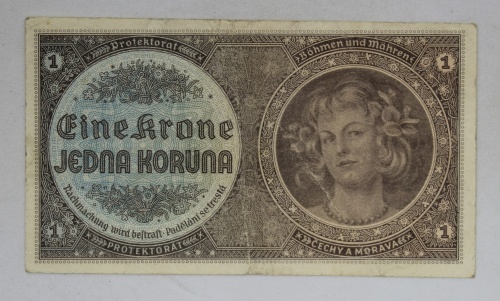 1 Protektorat Böhmen und Mähren 1
Eine Krone
JEDNA KORUNA
Nachmachung wird bestraft · Padělání se trestá
1 PROTEKTORÁT ČECHY A MORAVA 1